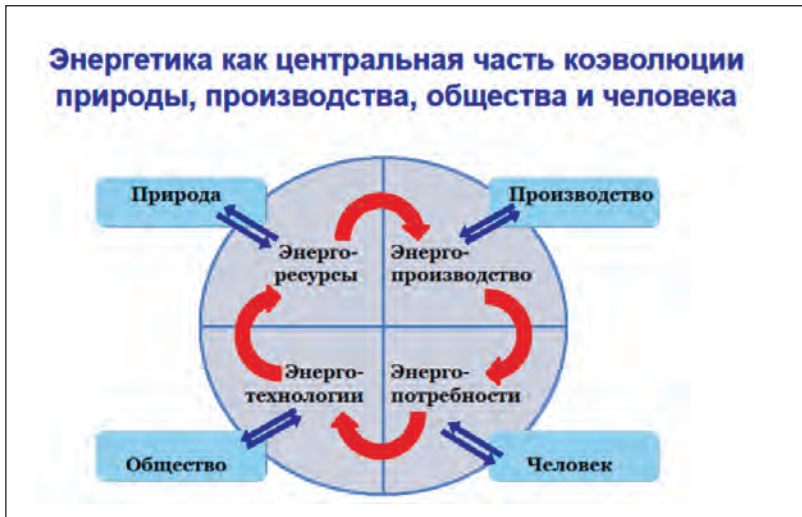 Энергетика как центральная часть коэволюции
природы, производства, общества и человека
Природа
Производство
Энерго-
ресурсы
Энерго-
производство
Энерго-
технологии
Энерго-
потребности
Общество
Человек